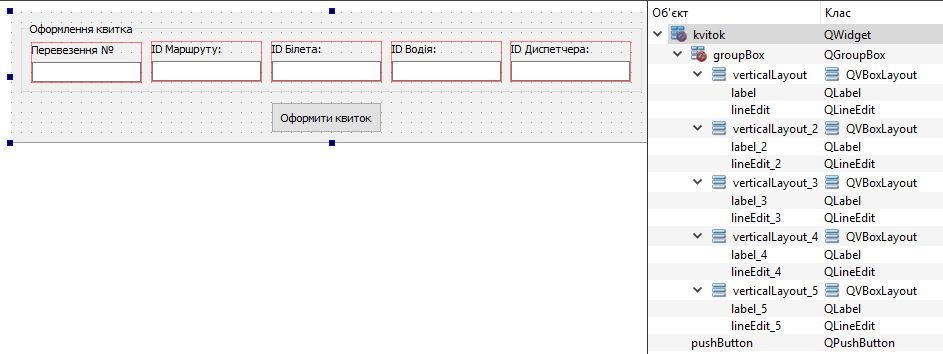 Оформлення квитка
Перевезення № ID Маршруту: ID Білета: ID Водія: ID Диспетчера:
Оформити квиток
Об'єкт Клас
kvitok QWidget
groupBox QGroupBox
verticalLayout QVBoxLayout
label QLabel
lineEdit QLineEdit
verticalLayout_2 QVBoxLayout
label_2 QLabel
lineEdit_2 QLineEdit
verticalLayout_3 QVBoxLayout
label_3 QLabel
lineEdit_3 QLineEdit
verticalLayout_4 QVBoxLayout
label_4 QLabel
lineEdit_4 QLineEdit
verticalLayout_5 QVBoxLayout
label_5 QLabel
lineEdit_5 QLineEdit
pushButton QPushButton